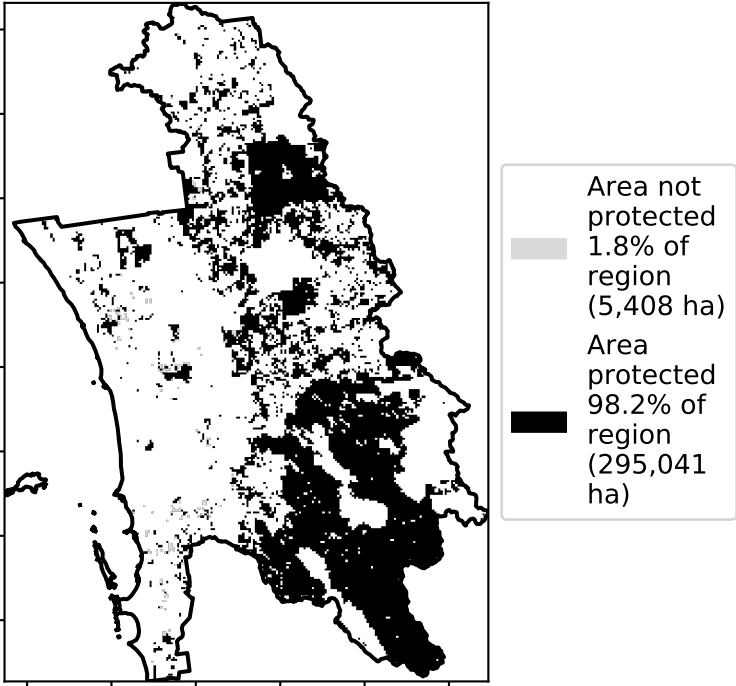 Area not
protected
1.8% of
region
(5,408 ha)
Area
protected
98.2% of
region
(295,041
ha)